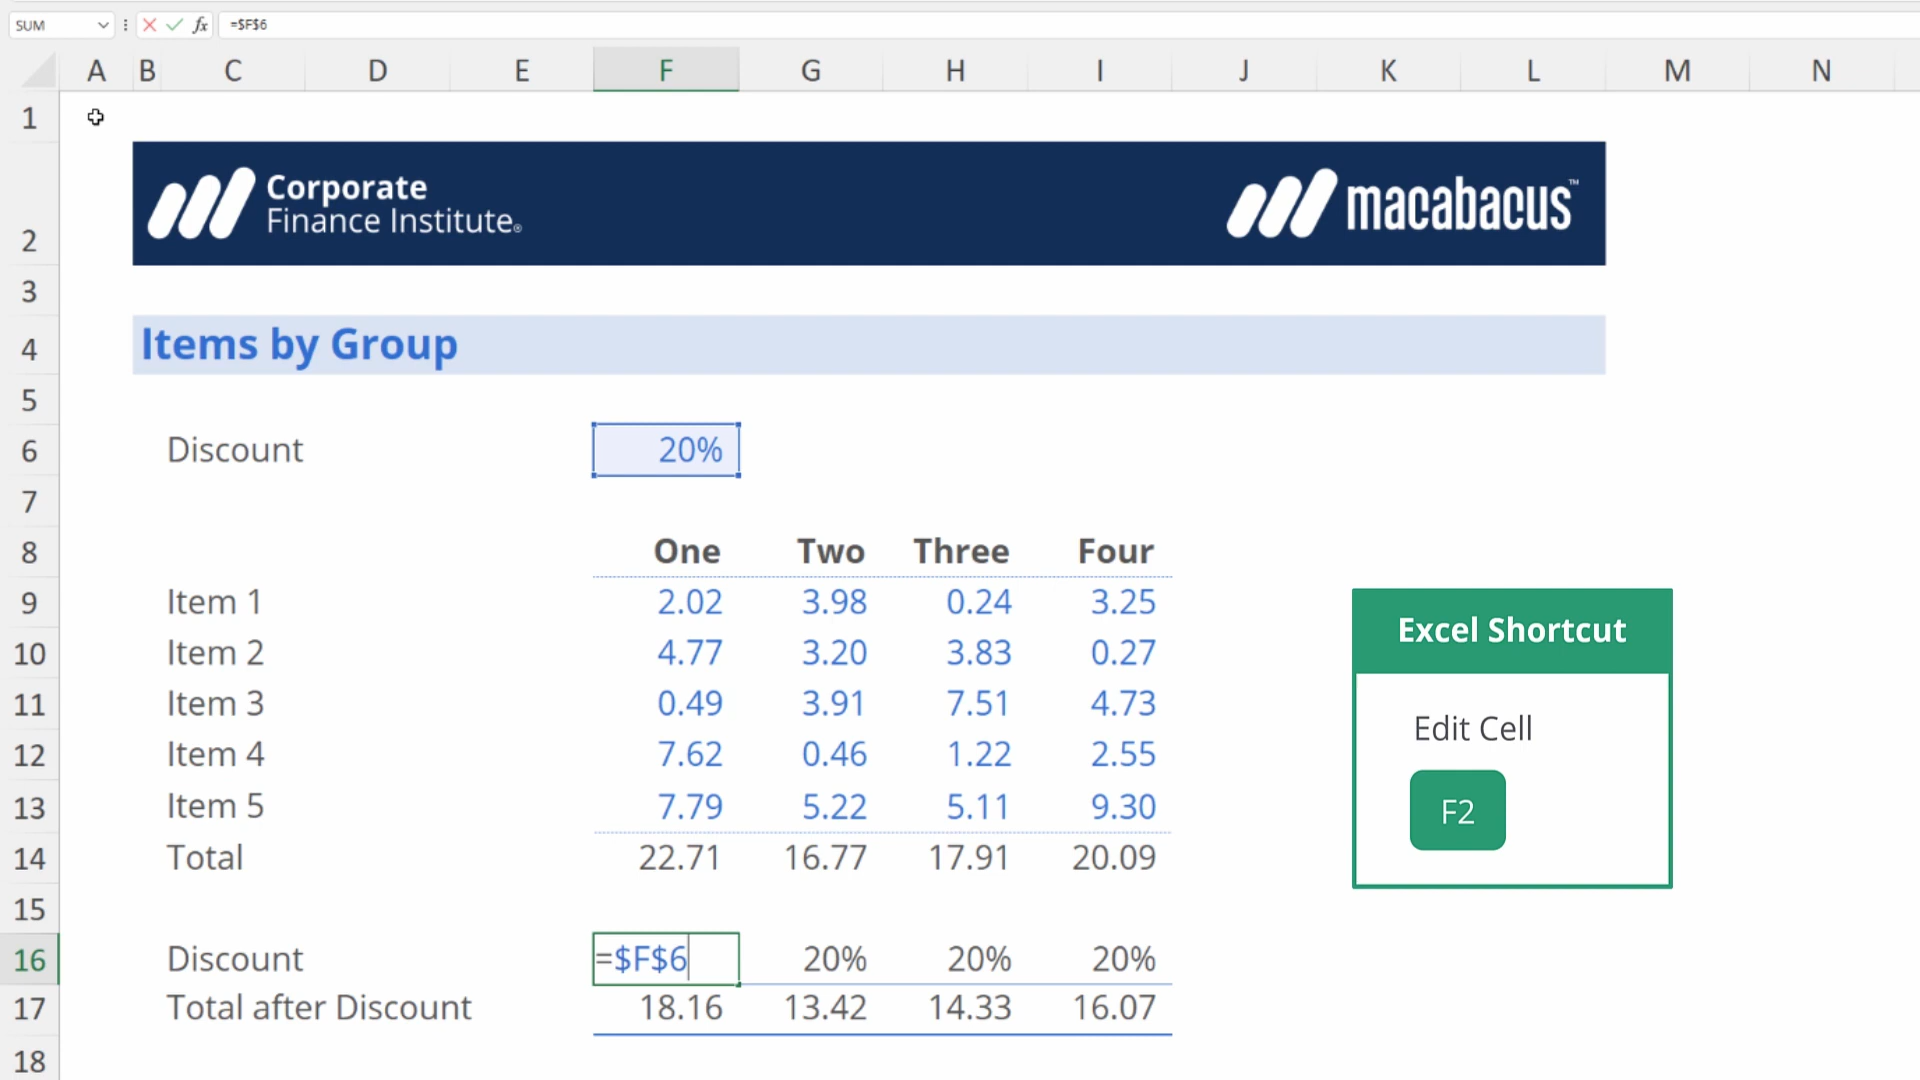 SUM fx =$F$6
A B C D E F G H I J K L M N
1
Corporate
Finance Institute®
macabacus™
2
3
4 Items by Group
5
6 Discount 20%
7
8 One Two Three Four
9 Item 1 2.02 3.98 0.24 3.25
Excel Shortcut
10 Item 2 4.77 3.20 3.83 0.27
11 Item 3 0.49 3.91 7.51 4.73
Edit Cell
12 Item 4 7.62 0.46 1.22 2.55
13 Item 5 7.79 5.22 5.11 9.30
F2
14 Total 22.71 16.77 17.91 20.09
15
16 Discount =$F$6 20% 20% 20%
17 Total after Discount 18.16 13.42 14.33 16.07
18